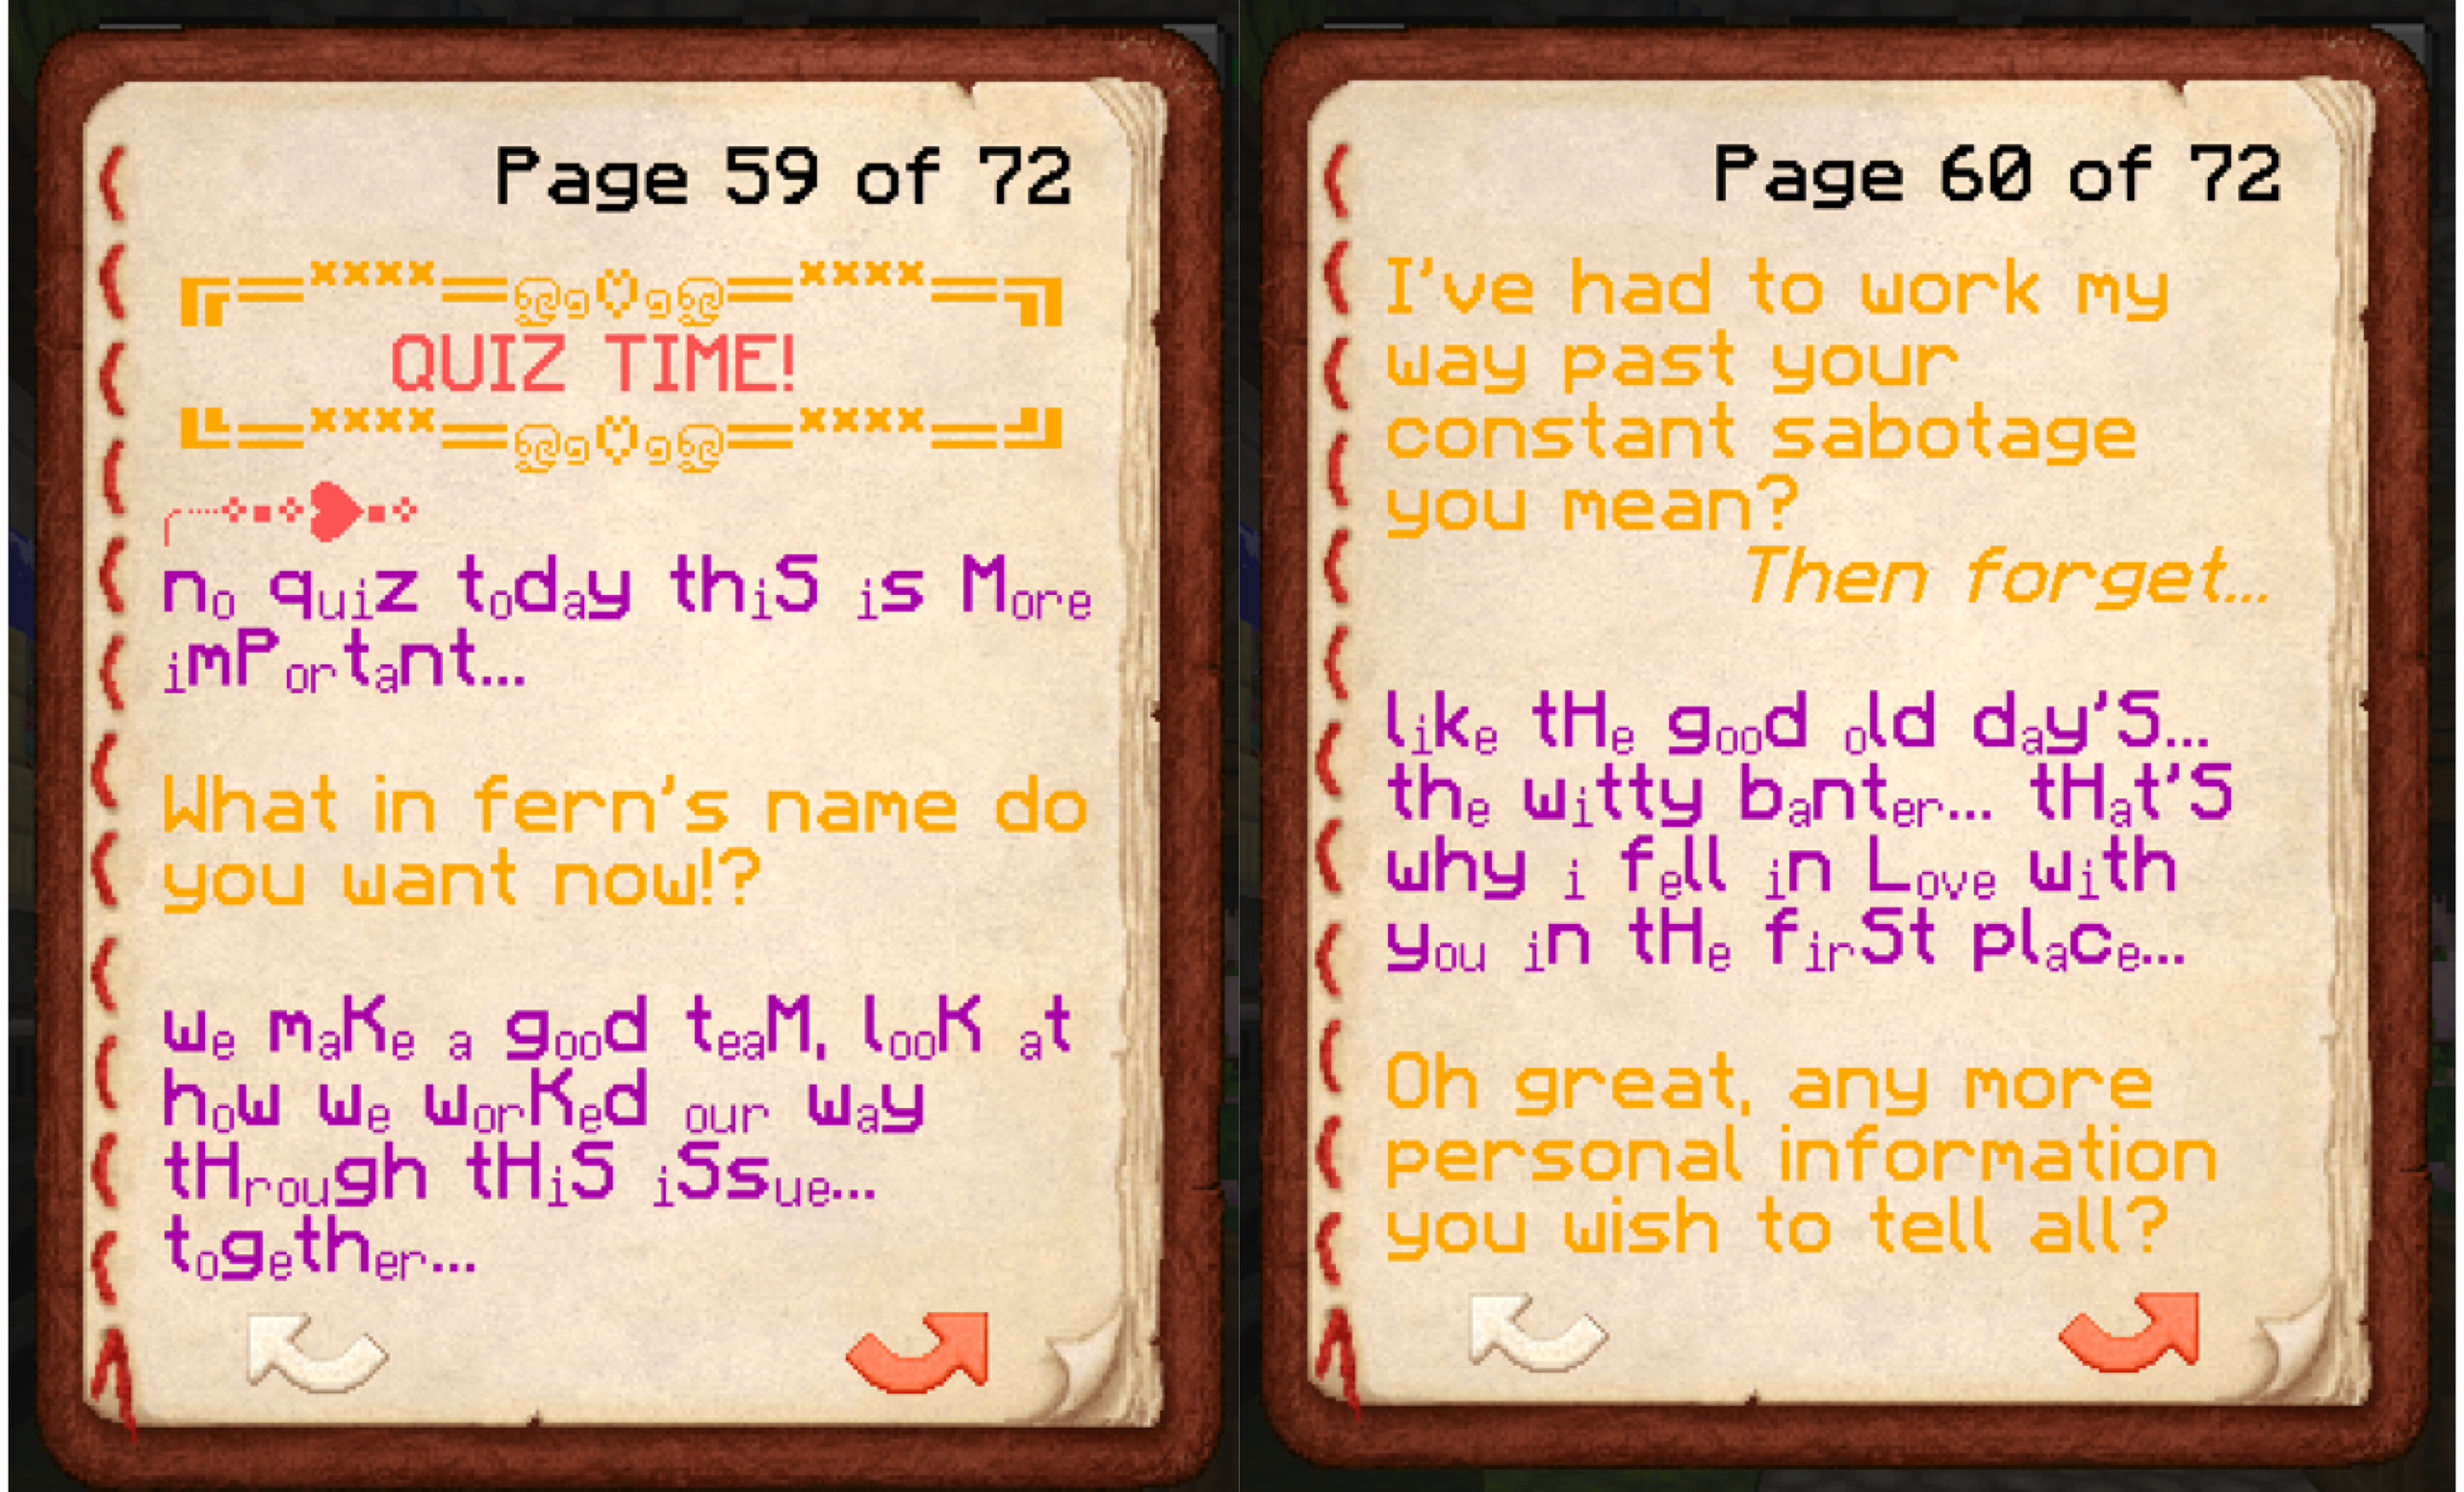 Page 59 of 72
QUIZ TIME!
nₒ quᵢz tₒdₐy thᵢS ᵢs Mₒᵣₑ
ᵢmPₒᵣtₐnt...
What in fern's name do
you want now!?
wₑ mₐKₑ ₐ gₒₒd tₑₐM, lₒₒK ₐt
hₒw wₑ wₒᵣKₑd ₒᵤᵣ wₐy
tHᵣₒᵤgh tHᵢS ᵢSsᵤₑ...
tₒgₑthₑᵣ...
Page 60 of 72
I've had to work my
way past your
constant sabotage
you mean?
Then forget...
lᵢkₑ tHₑ gₒₒd ₒld dₐy'S...
thₑ wᵢtty bₐntₑᵣ... tHₐt'S
why ᵢ fₑll ᵢn Lₒᵥₑ wᵢth
yₒᵤ ᵢn tHₑ fᵢᵣSt plₐcₑ...
Oh great, any more
personal information
you wish to tell all?